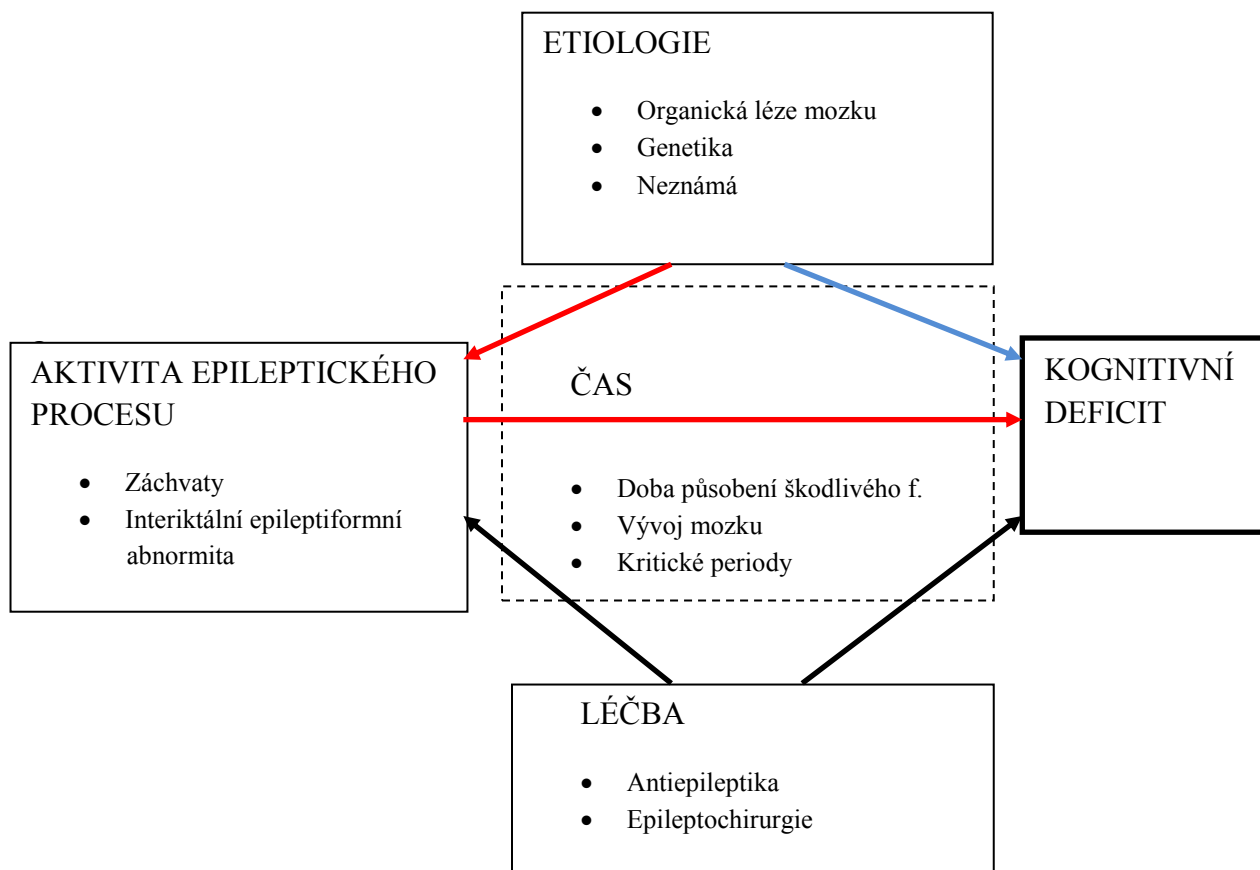 ETIOLOGIE
• Organická léze mozku
• Genetika
• Neznámá
AKTIVITA EPILEPTICKÉHO
PROCESU
• Záchvaty
• Interiktální epileptiformní
abnormita
ČAS
• Doba působení škodlivého f.
• Vývoj mozku
• Kritické periody
KOGNITIVNÍ
DEFICIT
LÉČBA
• Antiepileptika
• Epileptochirurgie